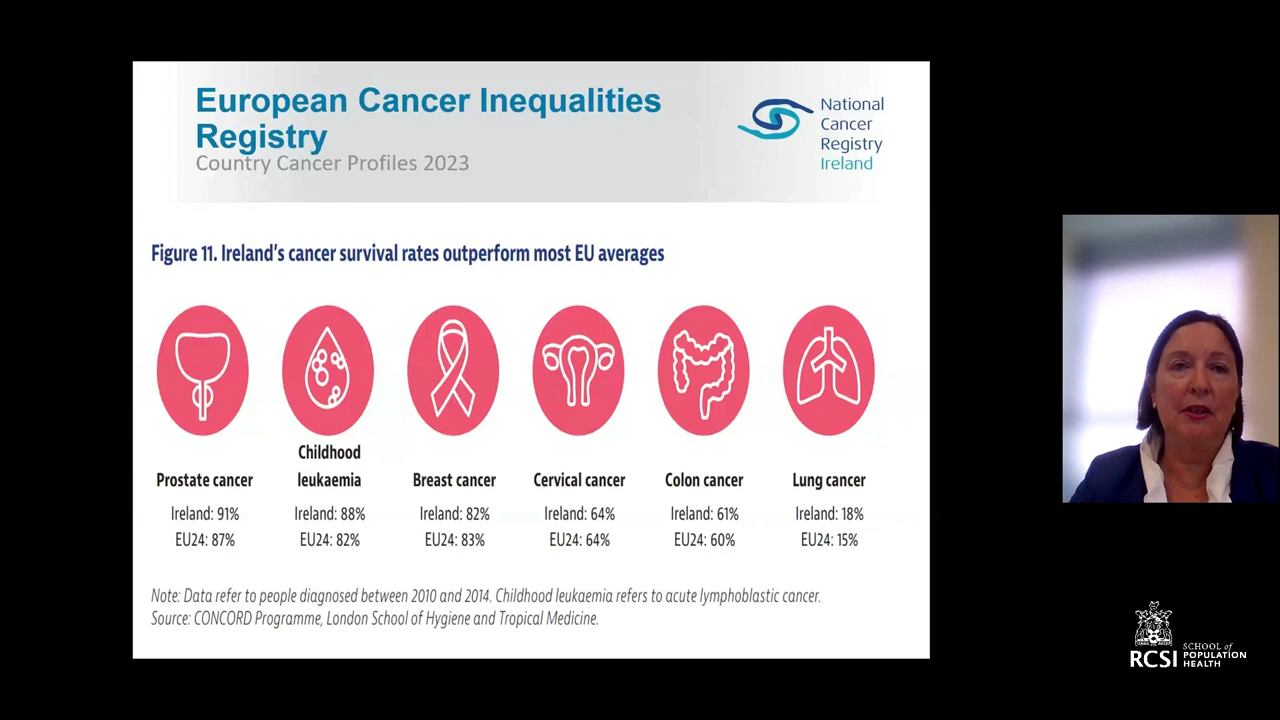 European Cancer Inequalities
Registry
Country Cancer Profiles 2023
National
Cancer
Registry
Ireland
Figure 11. Ireland's cancer survival rates outperform most EU averages
Prostate cancer
Ireland: 91%
EU24: 87%
Childhood
leukaemia
Ireland: 88%
EU24: 82%
Breast cancer
Ireland: 82%
EU24: 83%
Cervical cancer
Ireland: 64%
EU24: 64%
Colon cancer
Ireland: 61%
EU24: 60%
Lung cancer
Ireland: 18%
EU24: 15%
Note: Data refer to people diagnosed between 2010 and 2014. Childhood leukaemia refers to acute lymphoblastic cancer.
Source: CONCORD Programme, London School of Hygiene and Tropical Medicine.
RCSI
SCHOOL of
POPULATION
HEALTH